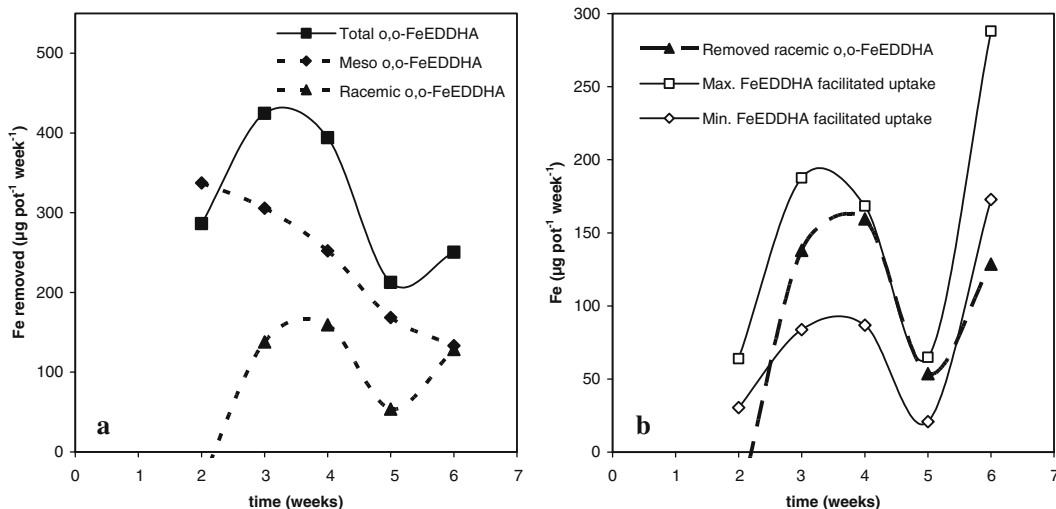 500
400
300
200
100
0
Fe removed (µg pot⁻¹ week⁻¹)
Total o,o-FeEDDHA
Meso o,o-FeEDDHA
Racemic o,o-FeEDDHA
a
0 1 2 3 4 5 6 7
time (weeks)
300
250
200
150
100
50
0
Fe (µg pot⁻¹ week⁻¹)
Removed racemic o,o-FeEDDHA
Max. FeEDDHA facilitated uptake
Min. FeEDDHA facilitated uptake
b
0 1 2 3 4 5 6 7
time (weeks)